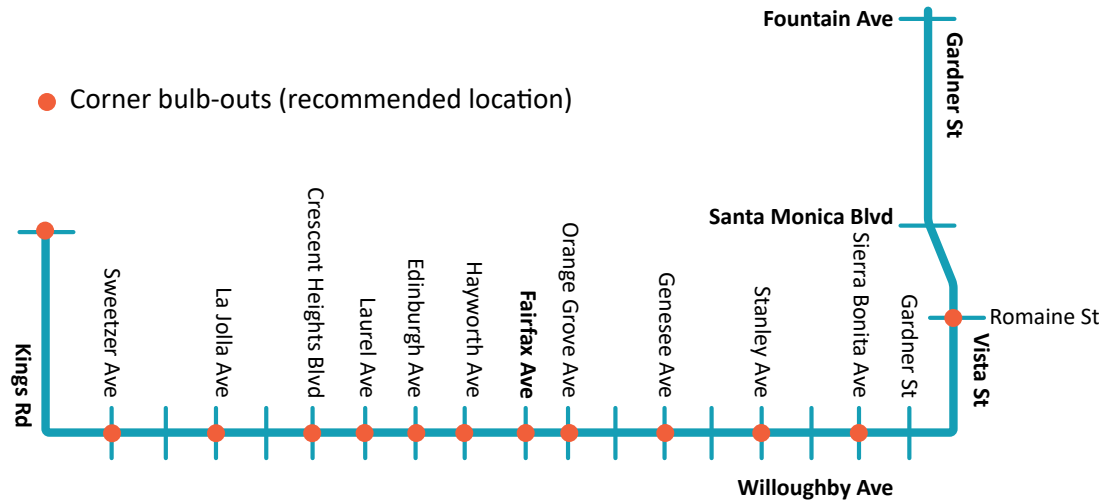 Fountain Ave
Gardner St
Corner bulb-outs (recommended location)
Santa Monica Blvd
Kings Rd
Sweetzer Ave
La Jolla Ave
Crescent Heights Blvd
Laurel Ave
Edinburgh Ave
Hayworth Ave
Fairfax Ave
Orange Grove Ave
Genesee Ave
Stanley Ave
Sierra Bonita Ave
Gardner St
Romaine St
Vista St
Willoughby Ave